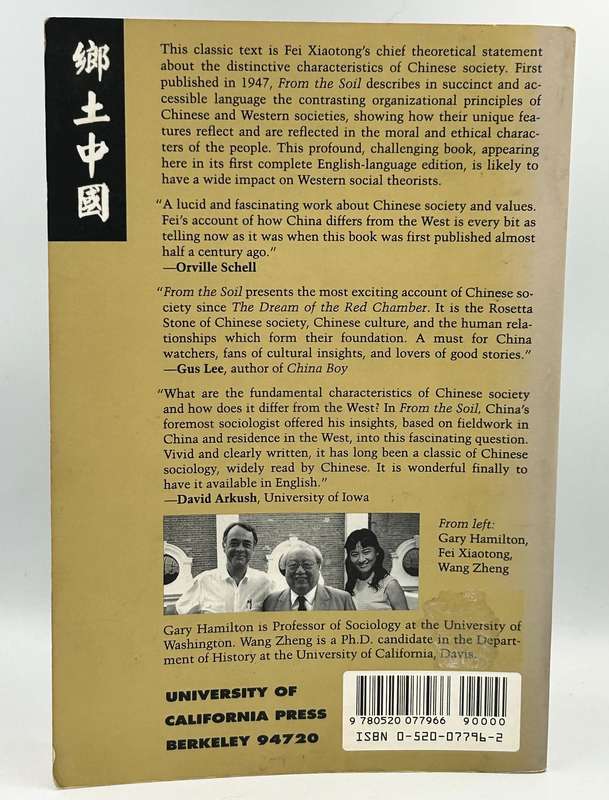 鄉土中國
This classic text is Fei Xiaotong's chief theoretical statement
about the distinctive characteristics of Chinese society. First
published in 1947, From the Soil describes in succinct and ac-
cessible language the contrasting organizational principles of
Chinese and Western societies, showing how their unique fea-
tures reflect and are reflected in the moral and ethical charac-
ters of the people. This profound, challenging book, appearing
here in its first complete English-language edition, is likely to
have a wide impact on Western social theorists.
"A lucid and fascinating work about Chinese society and values.
Fei's account of how China differs from the West is every bit as
telling now as it was when this book was first published almost
half a century ago."
—Orville Schell
"From the Soil presents the most exciting account of Chinese so-
ciety since The Dream of the Red Chamber. It is the Rosetta
Stone of Chinese society, Chinese culture, and the human rela-
tionships which form their foundation. A must for China
watchers, fans of cultural insights, and lovers of good stories."
—Gus Lee, author of China Boy
"What are the fundamental characteristics of Chinese society
and how does it differ from the West? In From the Soil, China's
foremost sociologist offered his insights, based on fieldwork in
China and residence in the West, into this fascinating question.
Vivid and clearly written, it has long been a classic of Chinese
sociology, widely read by Chinese. It is wonderful finally to
have it available in English."
—David Arkush, University of Iowa
From left:
Gary Hamilton,
Fei Xiaotong,
Wang Zheng
Gary Hamilton is Professor of Sociology at the University of
Washington. Wang Zheng is a Ph.D. candidate in the Depart-
ment of History at the University of California, Davis.
UNIVERSITY OF
CALIFORNIA PRESS
BERKELEY 94720
9 780520 077966 90000
ISBN 0-520-07796-2